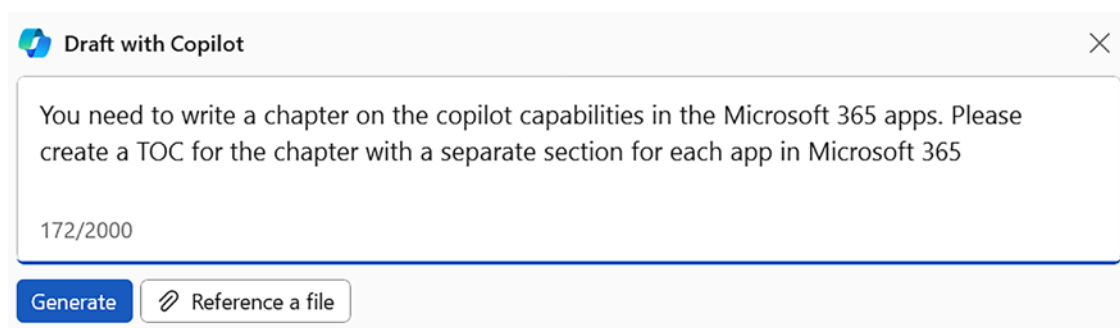 Draft with Copilot
You need to write a chapter on the copilot capabilities in the Microsoft 365 apps. Please
create a TOC for the chapter with a separate section for each app in Microsoft 365
172/2000
Generate
Reference a file